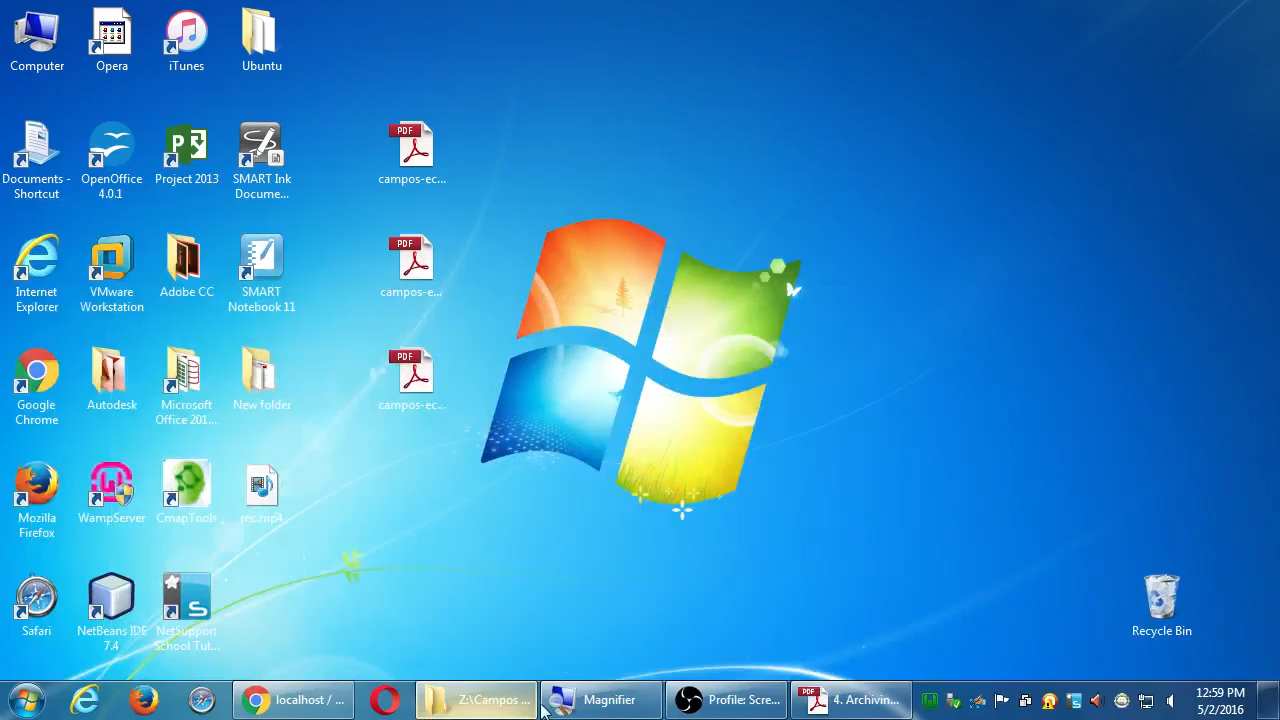 Computer
Opera
iTunes
Ubuntu
Documents -
Shortcut
OpenOffice
4.0.1
Project 2013
SMART Ink
Docume...
PDF
campos-ec...
Internet
Explorer
VMware
Workstation
Adobe CC
SMART
Notebook 11
PDF
campos-e...
Google
Chrome
Autodesk
Microsoft
Office 201...
New folder
PDF
campos-ec...
Mozilla
Firefox
WampServer
CmapTools
rec.mp4
Safari
NetBeans IDE
7.4
NetSupport
School Tut...
Recycle Bin
localhost / ...
Z:\Campos ...
Magnifier
Profile: Scre...
PDF
4. Archivin...
12:59 PM
5/2/2016